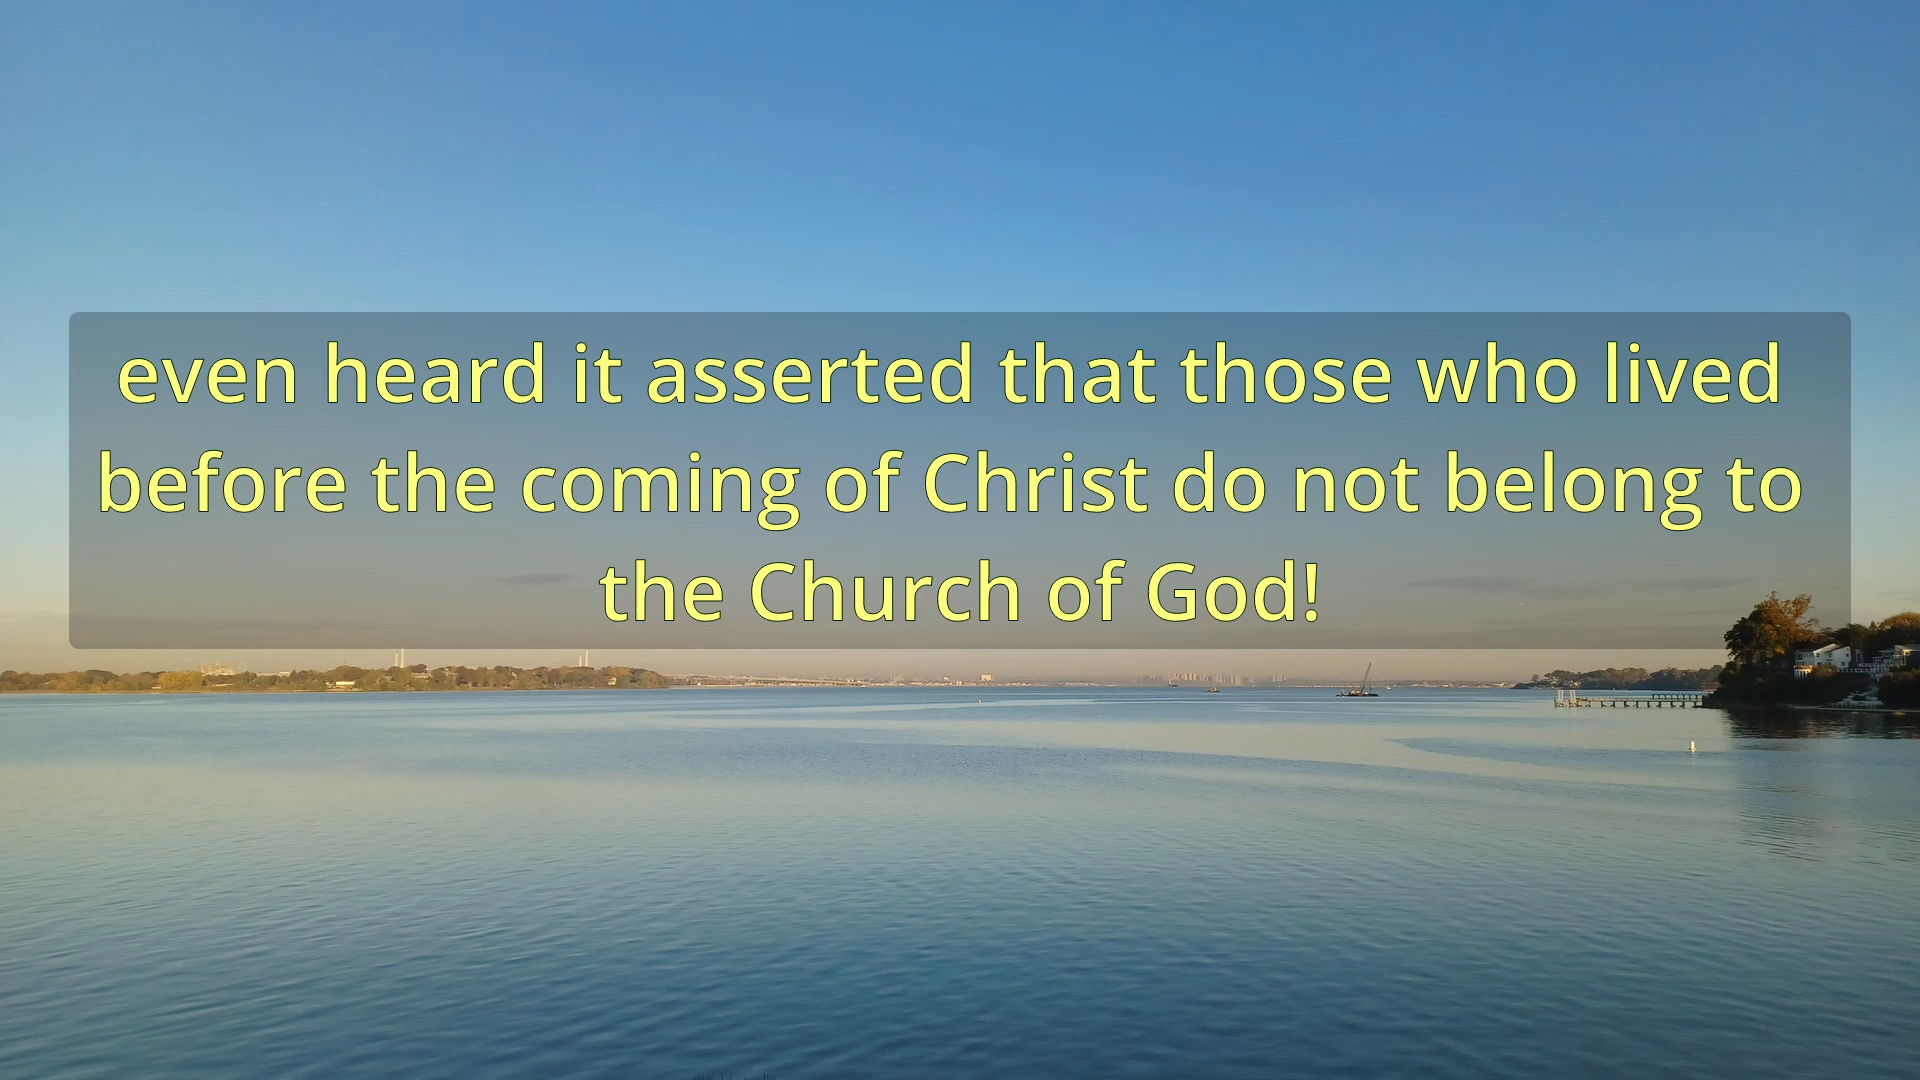 even heard it asserted that those who lived
before the coming of Christ do not belong to
the Church of God!